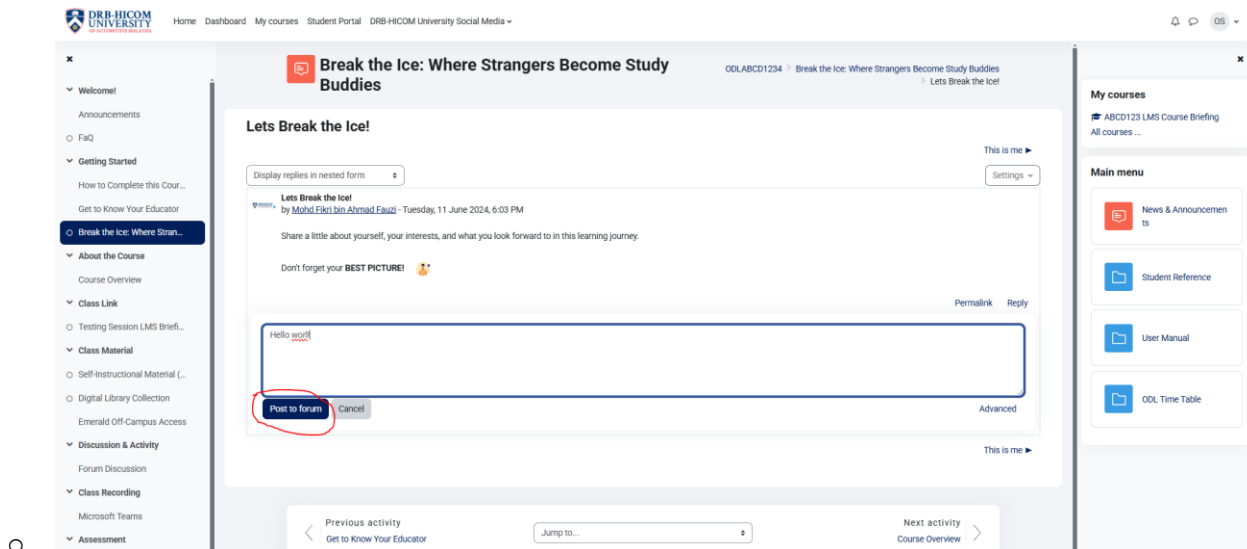 DRB-HICOM
UNIVERSITY
OF AUTOMOTIVE MALAYSIA
Home Dashboard My courses Student Portal DRB-HICOM University Social Media
OS
Welcome!
Announcements
FaQ
Getting Started
How to Complete this Cour...
Get to Know Your Educator
Break the Ice: Where Stran...
About the Course
Course Overview
Class Link
Testing Session LMS Briefi...
Class Material
Self-Instructional Material (...
Digital Library Collection
Emerald Off-Campus Access
Discussion & Activity
Forum Discussion
Class Recording
Microsoft Teams
Assessment
Break the Ice: Where Strangers Become Study
Buddies
ODLABCD1234 > Break the Ice: Where Strangers Become Study Buddies
> Lets Break the Ice!
Lets Break the Ice!
This is me ►
Display replies in nested form
Settings
Lets Break the Ice!
by Mohd Fikri bin Ahmad Fauzi - Tuesday, 11 June 2024, 6:03 PM
Share a little about yourself, your interests, and what you look forward to in this learning journey.
Don't forget your BEST PICTURE!
Permalink Reply
Hello worlf
Post to forum Cancel
Advanced
This is me ►
Previous activity
Get to Know Your Educator
Jump to...
Next activity
Course Overview
My courses
ABCD123 LMS Course Briefing
All courses ...
Main menu
News & Announcemen
ts
Student Reference
User Manual
ODL Time Table